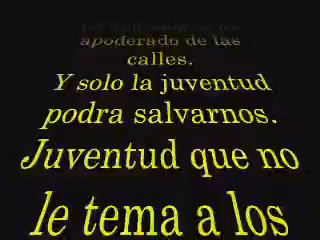 apoderado de las
calles.
Y solo la juventud
podra salvarnos.
Juventud que no
le tema a los